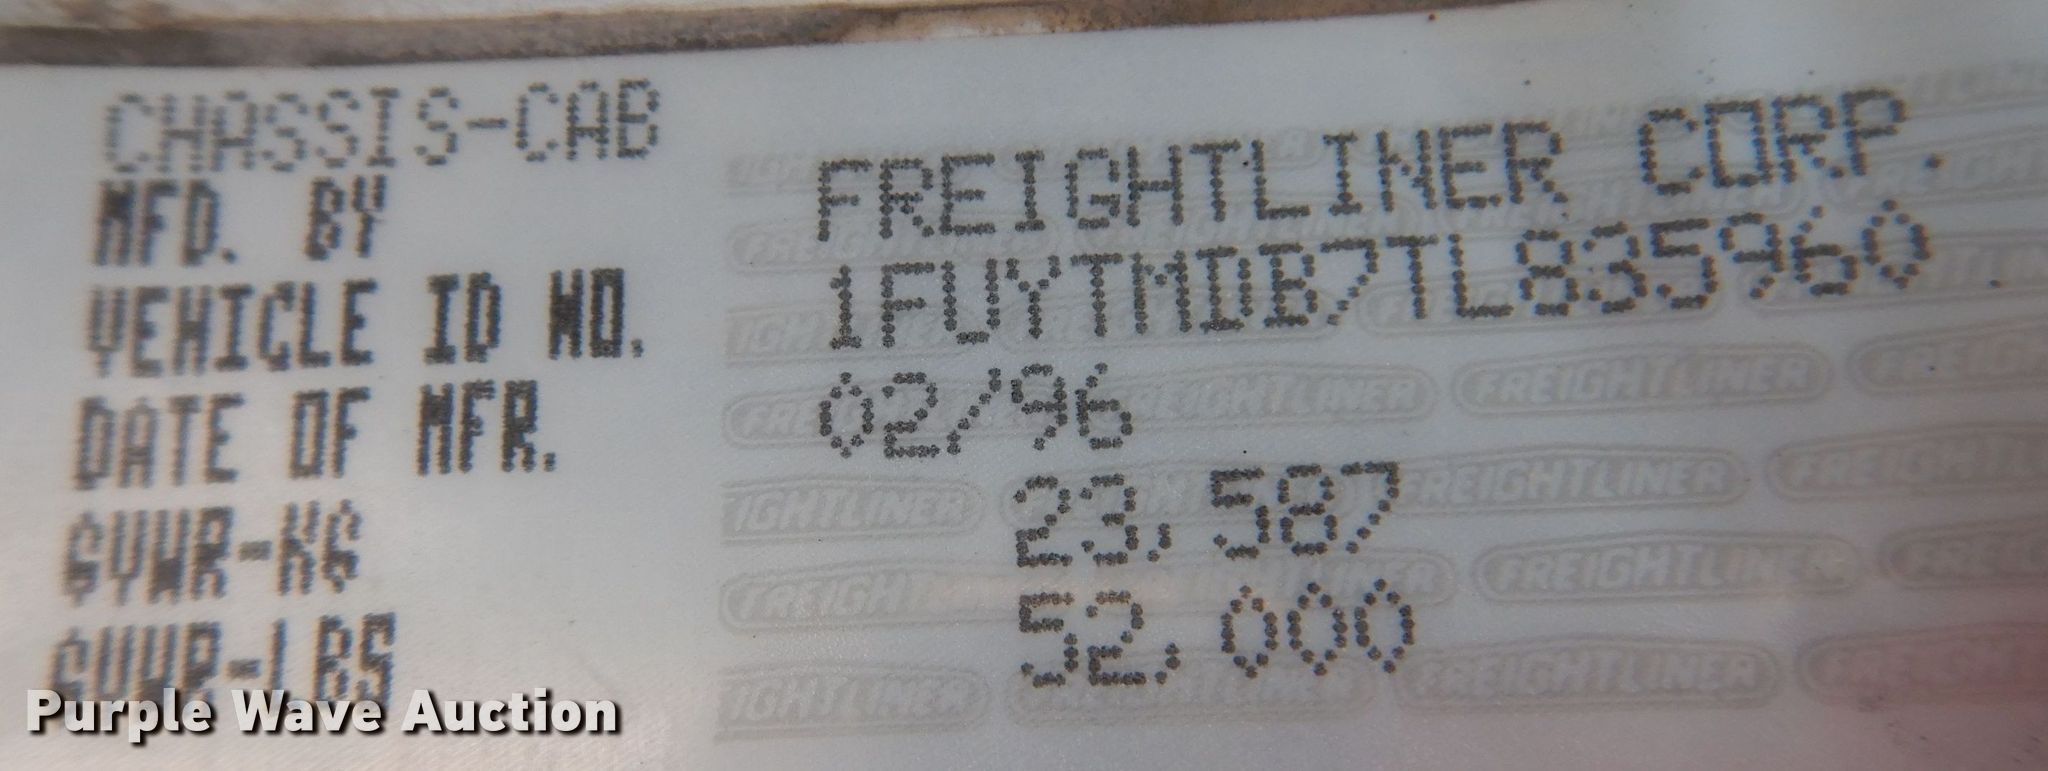 CHASSIS-CAB
MFD. BY FREIGHTLINER CORP.
VEHICLE ID NO. 1FUYTMDB7TL835960
DATE OF MFR. 02/96
GVWR-KG 23,587
GVWR-LBS 52,000
Purple Wave Auction